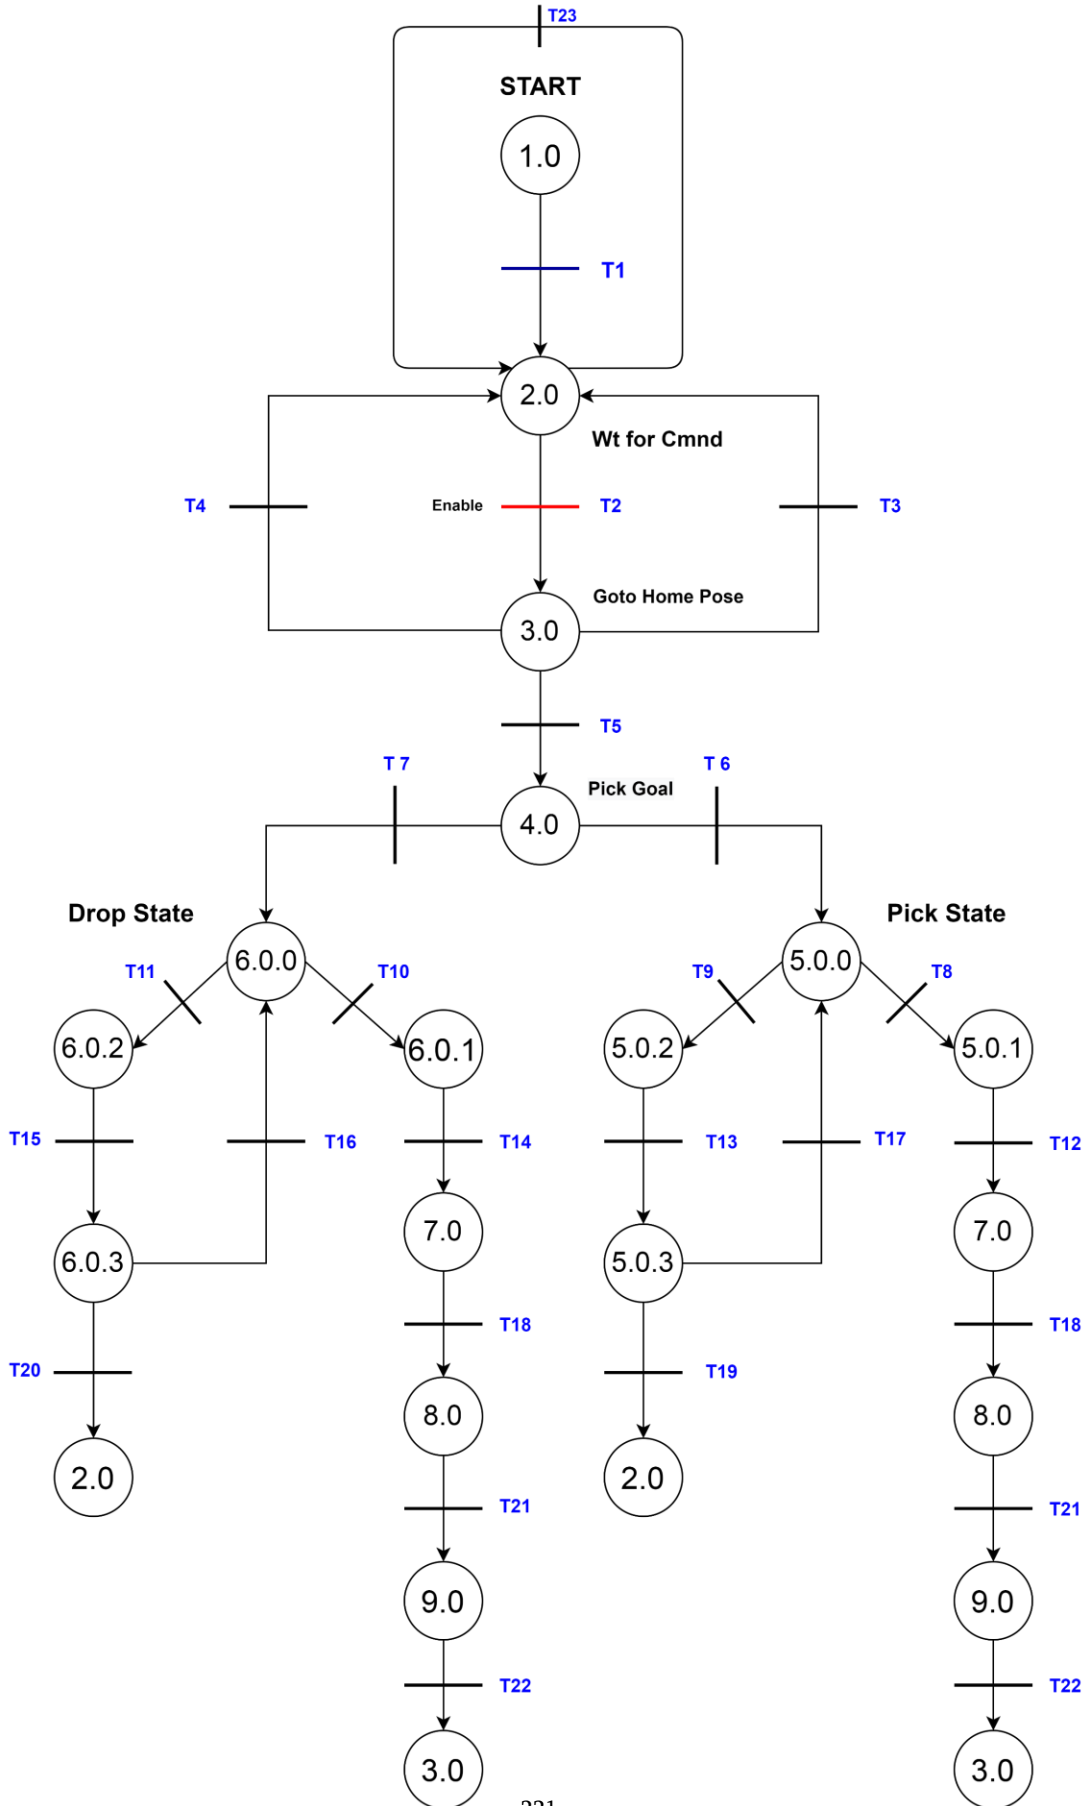 T23
START
1.0
T1
2.0
Wt for Cmnd
T4
Enable
T2
T3
Goto Home Pose
3.0
T5
T 7
T 6
Pick Goal
4.0
Drop State
Pick State
6.0.0
5.0.0
T11
T10
T9
T8
6.0.2
6.0.1
5.0.2
5.0.1
T15
T16
T14
T13
T17
T12
7.0
7.0
6.0.3
5.0.3
T18
T18
T20
T19
8.0
8.0
2.0
2.0
T21
T21
9.0
9.0
T22
T22
3.0
3.0